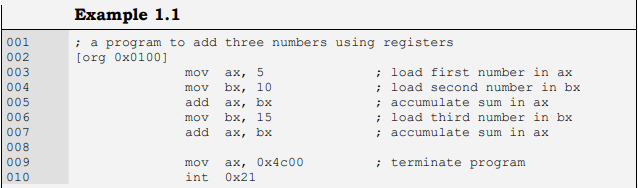 Example 1.1
001 ; a program to add three numbers using registers
002 [org 0x0100]
003 mov ax, 5 ; load first number in ax
004 mov bx, 10 ; load second number in bx
005 add ax, bx ; accumulate sum in ax
006 mov bx, 15 ; load third number in bx
007 add ax, bx ; accumulate sum in ax
008
009 mov ax, 0x4c00 ; terminate program
010 int 0x21